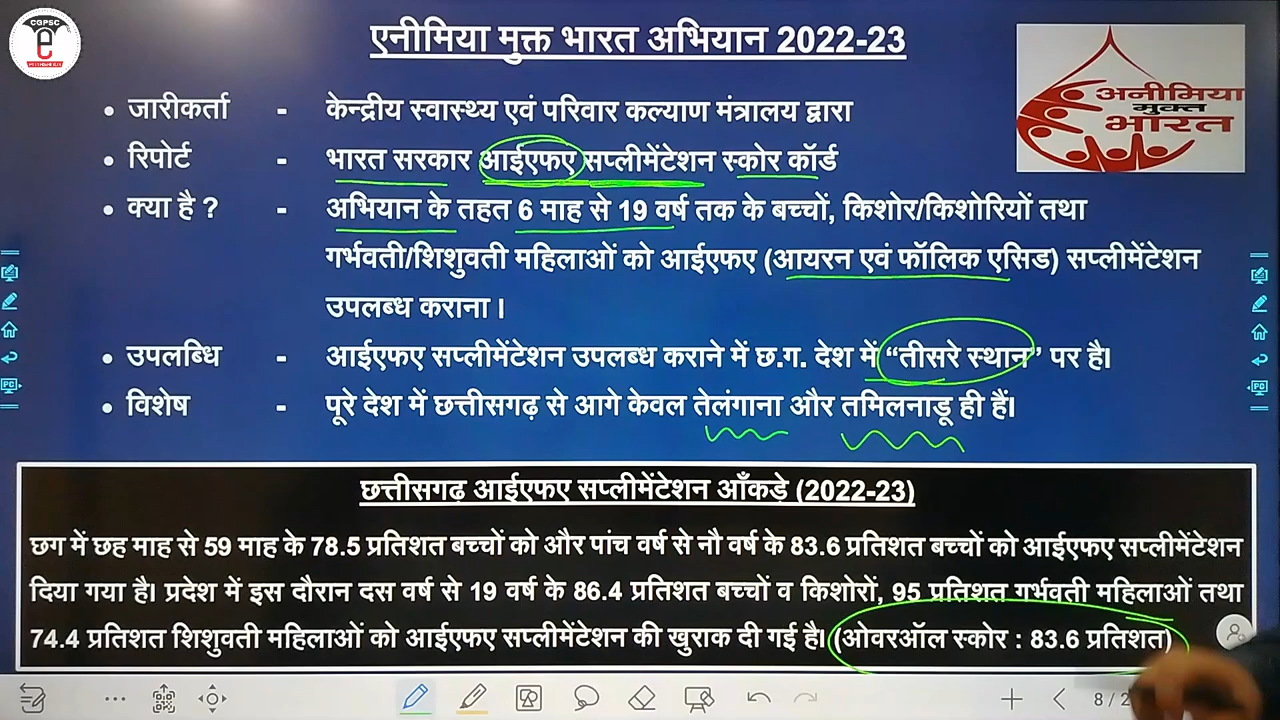 CGPSC
e
एनीमिया मुक्त भारत अभियान 2022-23
अनीमिया
मुक्त
भारत
• जारीकर्ता - केन्द्रीय स्वास्थ्य एवं परिवार कल्याण मंत्रालय द्वारा
• रिपोर्ट - भारत सरकार आईएफए सप्लीमेंटेशन स्कोर कॉर्ड
• क्या है ? - अभियान के तहत 6 माह से 19 वर्ष तक के बच्चों, किशोर/किशोरियों तथा
गर्भवती/शिशुवती महिलाओं को आईएफए (आयरन एवं फॉलिक एसिड) सप्लीमेंटेशन
उपलब्ध कराना ।
• उपलब्धि - आईएफए सप्लीमेंटेशन उपलब्ध कराने में छ.ग. देश में “तीसरे स्थान” पर है।
• विशेष - पूरे देश में छत्तीसगढ़ से आगे केवल तेलंगाना और तमिलनाडू ही हैं।
छत्तीसगढ़ आईएफए सप्लीमेंटेशन आँकडे (2022-23)
छग में छह माह से 59 माह के 78.5 प्रतिशत बच्चों को और पांच वर्ष से नौ वर्ष के 83.6 प्रतिशत बच्चों को आईएफए सप्लीमेंटेशन
दिया गया है। प्रदेश में इस दौरान दस वर्ष से 19 वर्ष के 86.4 प्रतिशत बच्चों व किशोरों, 95 प्रतिशत गर्भवती महिलाओं तथा
74.4 प्रतिशत शिशुवती महिलाओं को आईएफए सप्लीमेंटेशन की खुराक दी गई है। (ओवरऑल स्कोर : 83.6 प्रतिशत)
PC
PC
8 / 2